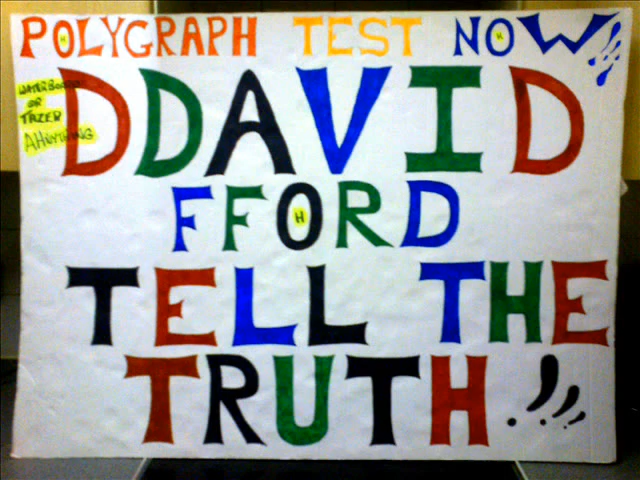 POLYGRAPH TEST NOW!!
WATERBOARD
OR
TAZER
ANYTHING
DDAVID
FFORD
H
TELL THE
TRUTH!!!